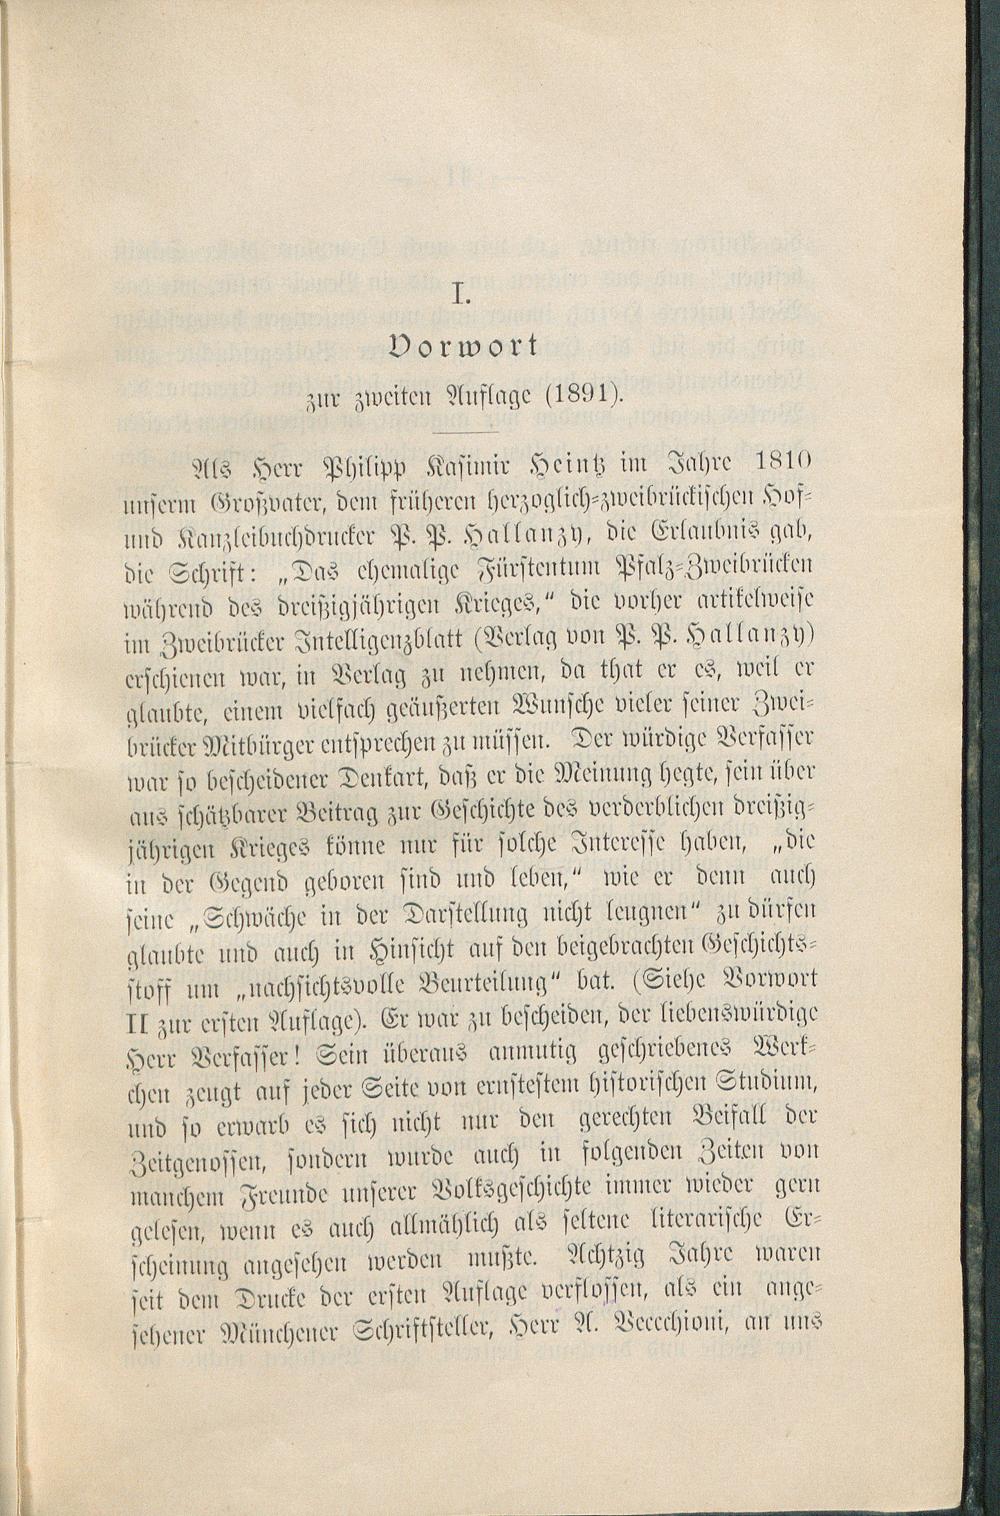 I.
Vorwort
zur zweiten Auflage (1891).
Als Herr Philipp Kasimir Heintz im Jahre 1810
unserm Großvater, dem früheren herzoglich-zweibrückischen Hof-
und Kanzleibuchdrucker P. P. Hallanzy, die Erlaubnis gab,
die Schrift: „Das ehemalige Fürstentum Pfalz-Zweibrücken
während des dreißigjährigen Krieges,“ die vorher artikelweise
im Zweibrücker Intelligenzblatt (Verlag von P. P. Hallanzy)
erschienen war, in Verlag zu nehmen, da that er es, weil er
glaubte, einem vielfach geäußerten Wunsche vieler seiner Zwei-
brücker Mitbürger entsprechen zu müssen. Der würdige Verfasser
war so bescheidener Denkart, daß er die Meinung hegte, sein über
aus schätzbarer Beitrag zur Geschichte des verderblichen dreißig-
jährigen Krieges könne nur für solche Interesse haben, „die
in der Gegend geboren sind und leben,“ wie er denn auch
seine „Schwäche in der Darstellung nicht leugnen“ zu dürfen
glaubte und auch in Hinsicht auf den beigebrachten Geschichts-
stoff um „nachsichtsvolle Beurteilung“ bat. (Siehe Vorwort
II zur ersten Auflage). Er war zu bescheiden, der liebenswürdige
Herr Verfasser! Sein überaus anmutig geschriebenes Werk-
chen zeugt auf jeder Seite von ernstestem historischen Studium,
und so erwarb es sich nicht nur den gerechten Beifall der
Zeitgenossen, sondern wurde auch in folgenden Zeiten von
manchem Freunde unserer Volksgeschichte immer wieder gern
gelesen, wenn es auch allmählich als seltene literarische Er-
scheinung angesehen werden mußte. Achtzig Jahre waren
seit dem Drucke der ersten Auflage verflossen, als ein ange-
sehener Münchener Schriftsteller, Herr A. Beccchioni, an uns